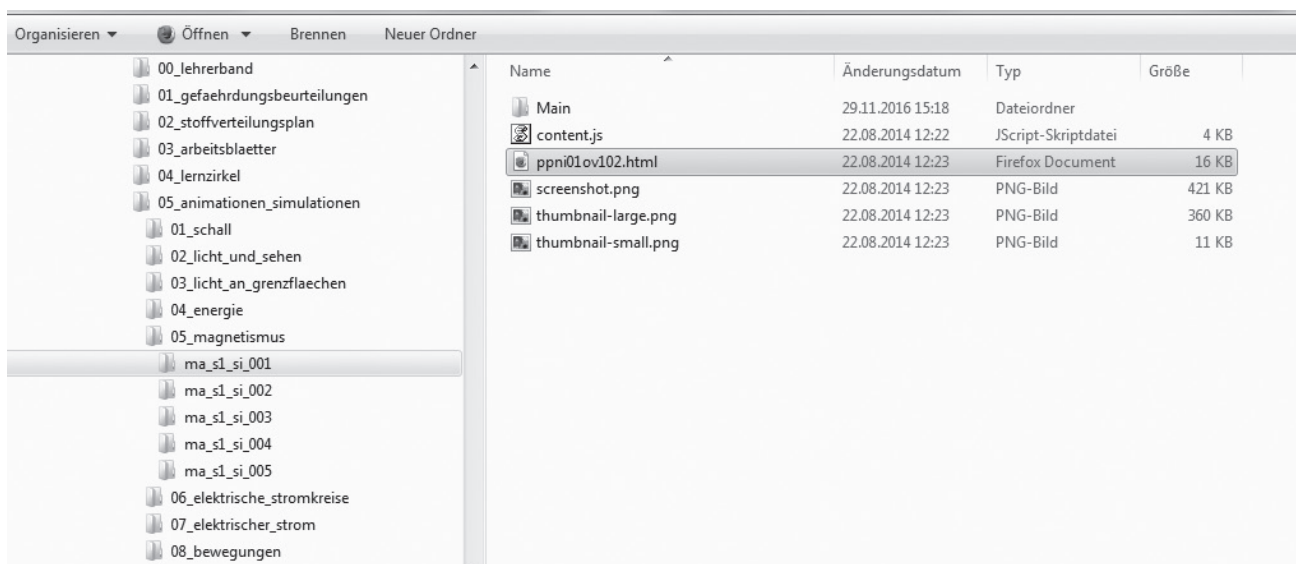 Organisieren Öffnen Brennen Neuer Ordner
00_lehrerband
01_gefaehrdungsbeurteilungen
02_stoffverteilungsplan
03_arbeitsblaetter
04_lernzirkel
05_animationen_simulationen
01_schall
02_licht_und_sehen
03_licht_an_grenzflaechen
04_energie
05_magnetismus
ma_s1_si_001
ma_s1_si_002
ma_s1_si_003
ma_s1_si_004
ma_s1_si_005
06_elektrische_stromkreise
07_elektrischer_strom
08_bewegungen
Name Änderungsdatum Typ Größe
Main 29.11.2016 15:18 Dateiordner
content.js 22.08.2014 12:22 JScript-Skriptdatei 4 KB
ppni01ov102.html 22.08.2014 12:23 Firefox Document 16 KB
screenshot.png 22.08.2014 12:23 PNG-Bild 421 KB
thumbnail-large.png 22.08.2014 12:23 PNG-Bild 360 KB
thumbnail-small.png 22.08.2014 12:23 PNG-Bild 11 KB